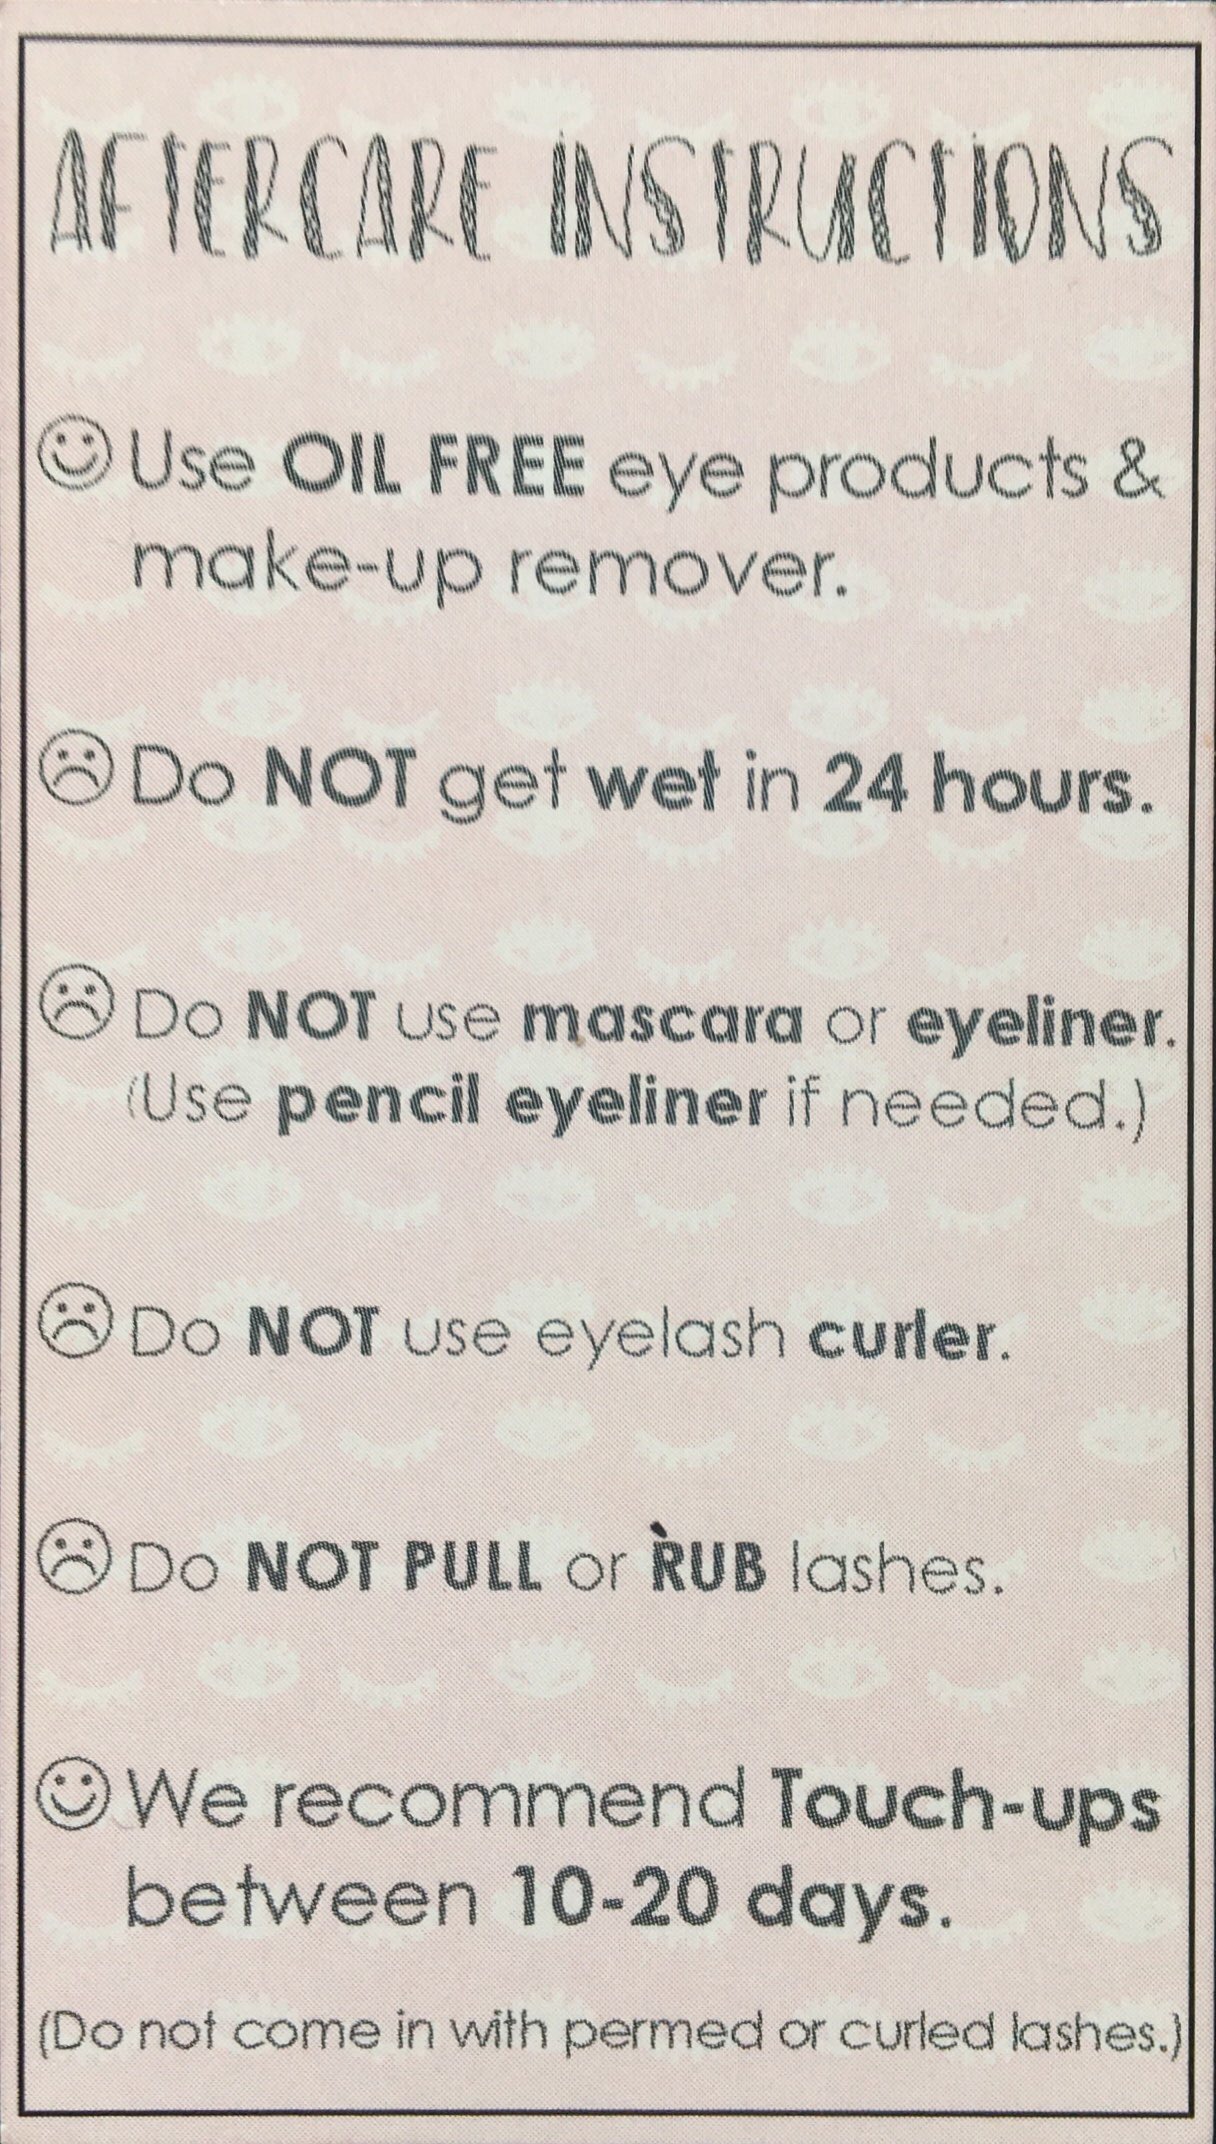 AFTERCARE INSTRUCTIONS
Use OIL FREE eye products &
make-up remover.
Do NOT get wet in 24 hours.
Do NOT use mascara or eyeliner.
(Use pencil eyeliner if needed.)
Do NOT use eyelash curler.
Do NOT PULL or RUB lashes.
We recommend Touch-ups
between 10-20 days.
(Do not come in with permed or curled lashes.)